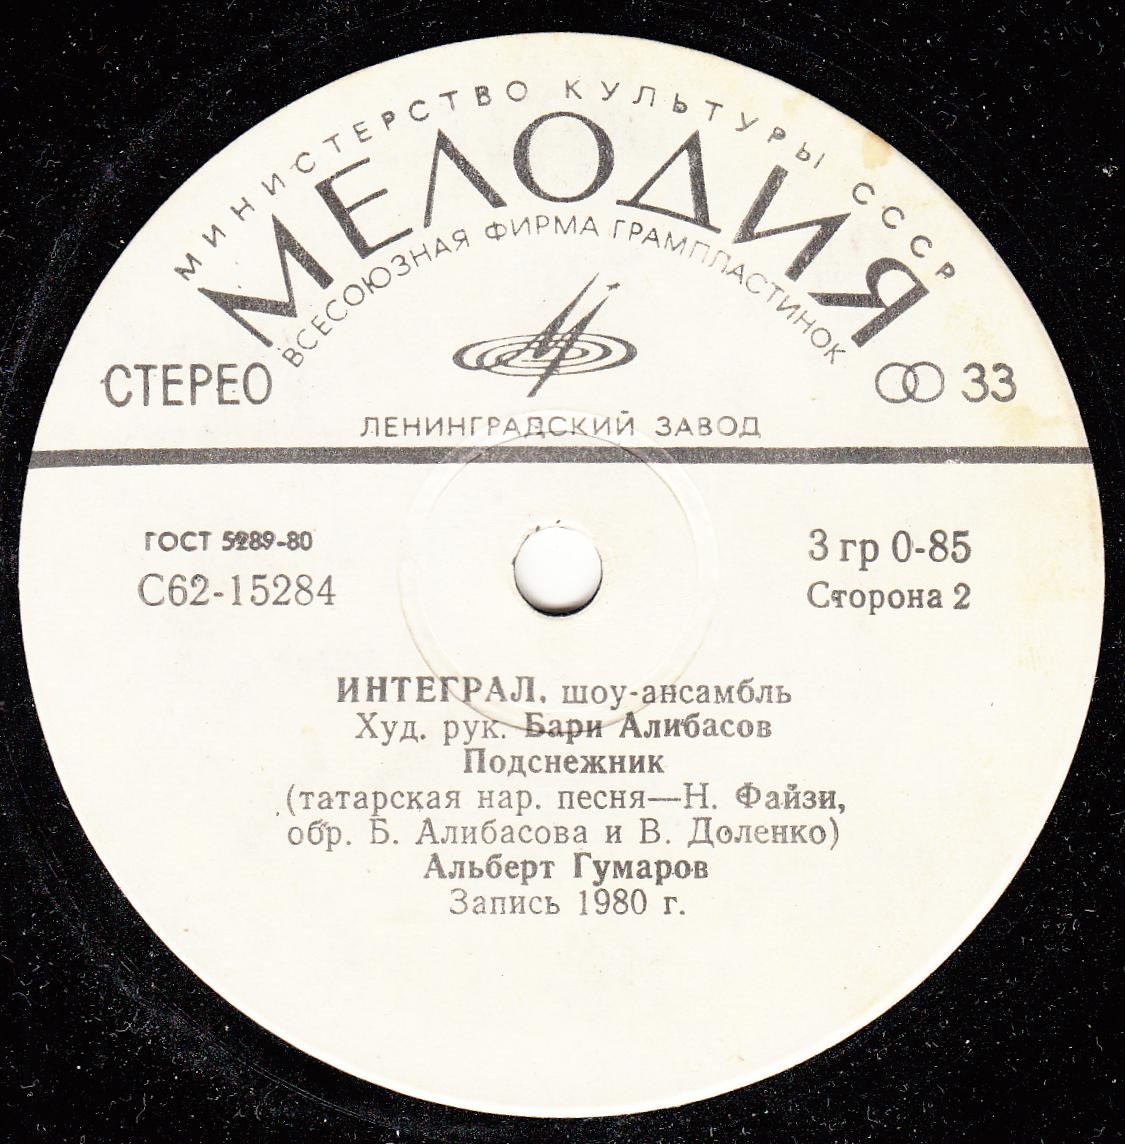 МИНИСТЕРСТВО КУЛЬТУРЫ СССР
МЕЛОДИЯ
ВСЕСОЮЗНАЯ ФИРМА ГРАМПЛАСТИНОК
СТЕРЕО
33
ЛЕНИНГРАДСКИЙ ЗАВОД
ГОСТ 5289-80
3 гр 0-85
С62-15284
Сторона 2
ИНТЕГРАЛ, шоу-ансамбль
Худ. рук. Бари Алибасов
Подснежник
(татарская нар. песня—Н. Файзи,
обр. Б. Алибасова и В. Доленко)
Альберт Гумаров
Запись 1980 г.